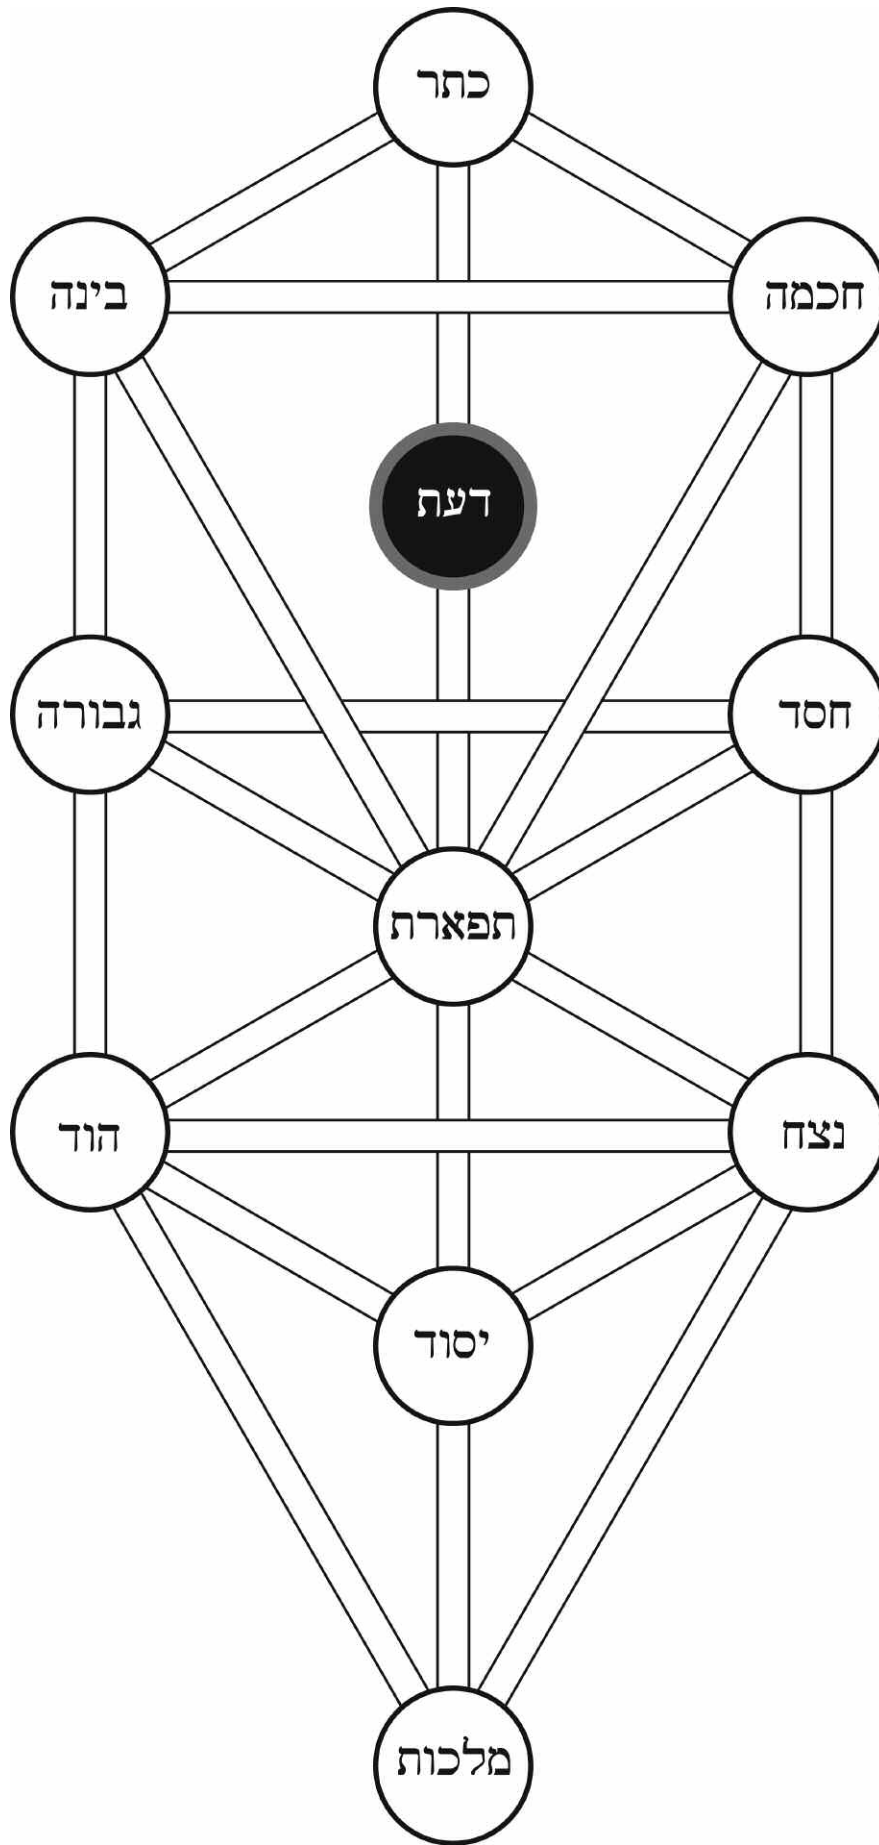 כתר
חכמה
בינה
דעת
חסד
גבורה
תפארת
נצח
הוד
יסוד
מלכות